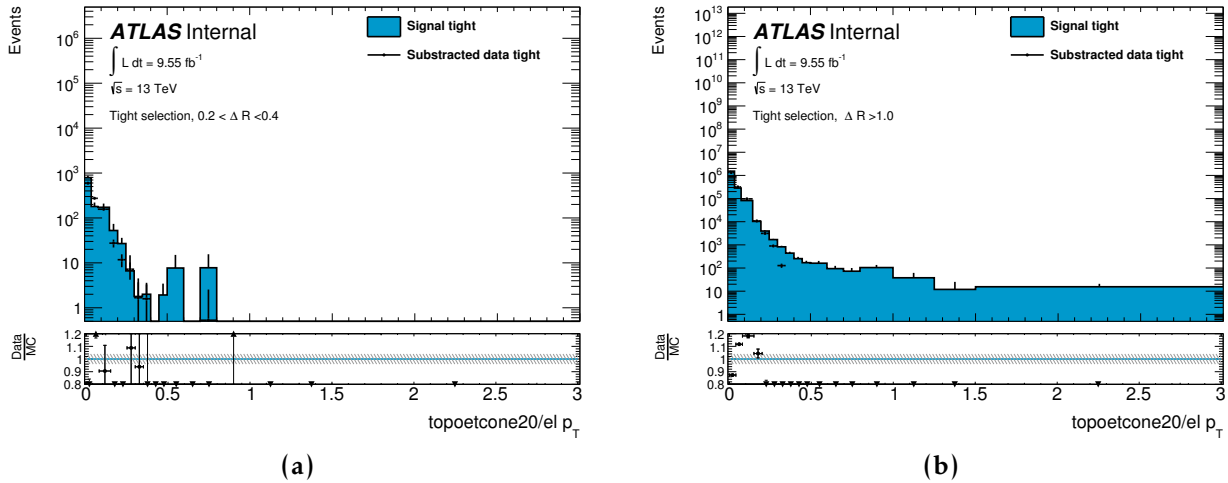 Events
10⁶
10⁵
10⁴
10³
10²
10
1
ATLAS Internal
∫ L dt = 9.55 fb⁻¹
√s = 13 TeV
Tight selection, 0.2 < Δ R <0.4
Signal tight
Substracted data tight
Data
MC
1.2
1.1
1
0.9
0.8
0 0.5 1 1.5 2 2.5 3
topoetcone20/el p_T
(a)
Events
10¹³
10¹²
10¹¹
10¹⁰
10⁹
10⁸
10⁷
10⁶
10⁵
10⁴
10³
10²
10
1
ATLAS Internal
∫ L dt = 9.55 fb⁻¹
√s = 13 TeV
Tight selection, Δ R >1.0
Signal tight
Substracted data tight
Data
MC
1.2
1.1
1
0.9
0.8
0 0.5 1 1.5 2 2.5 3
topoetcone20/el p_T
(b)